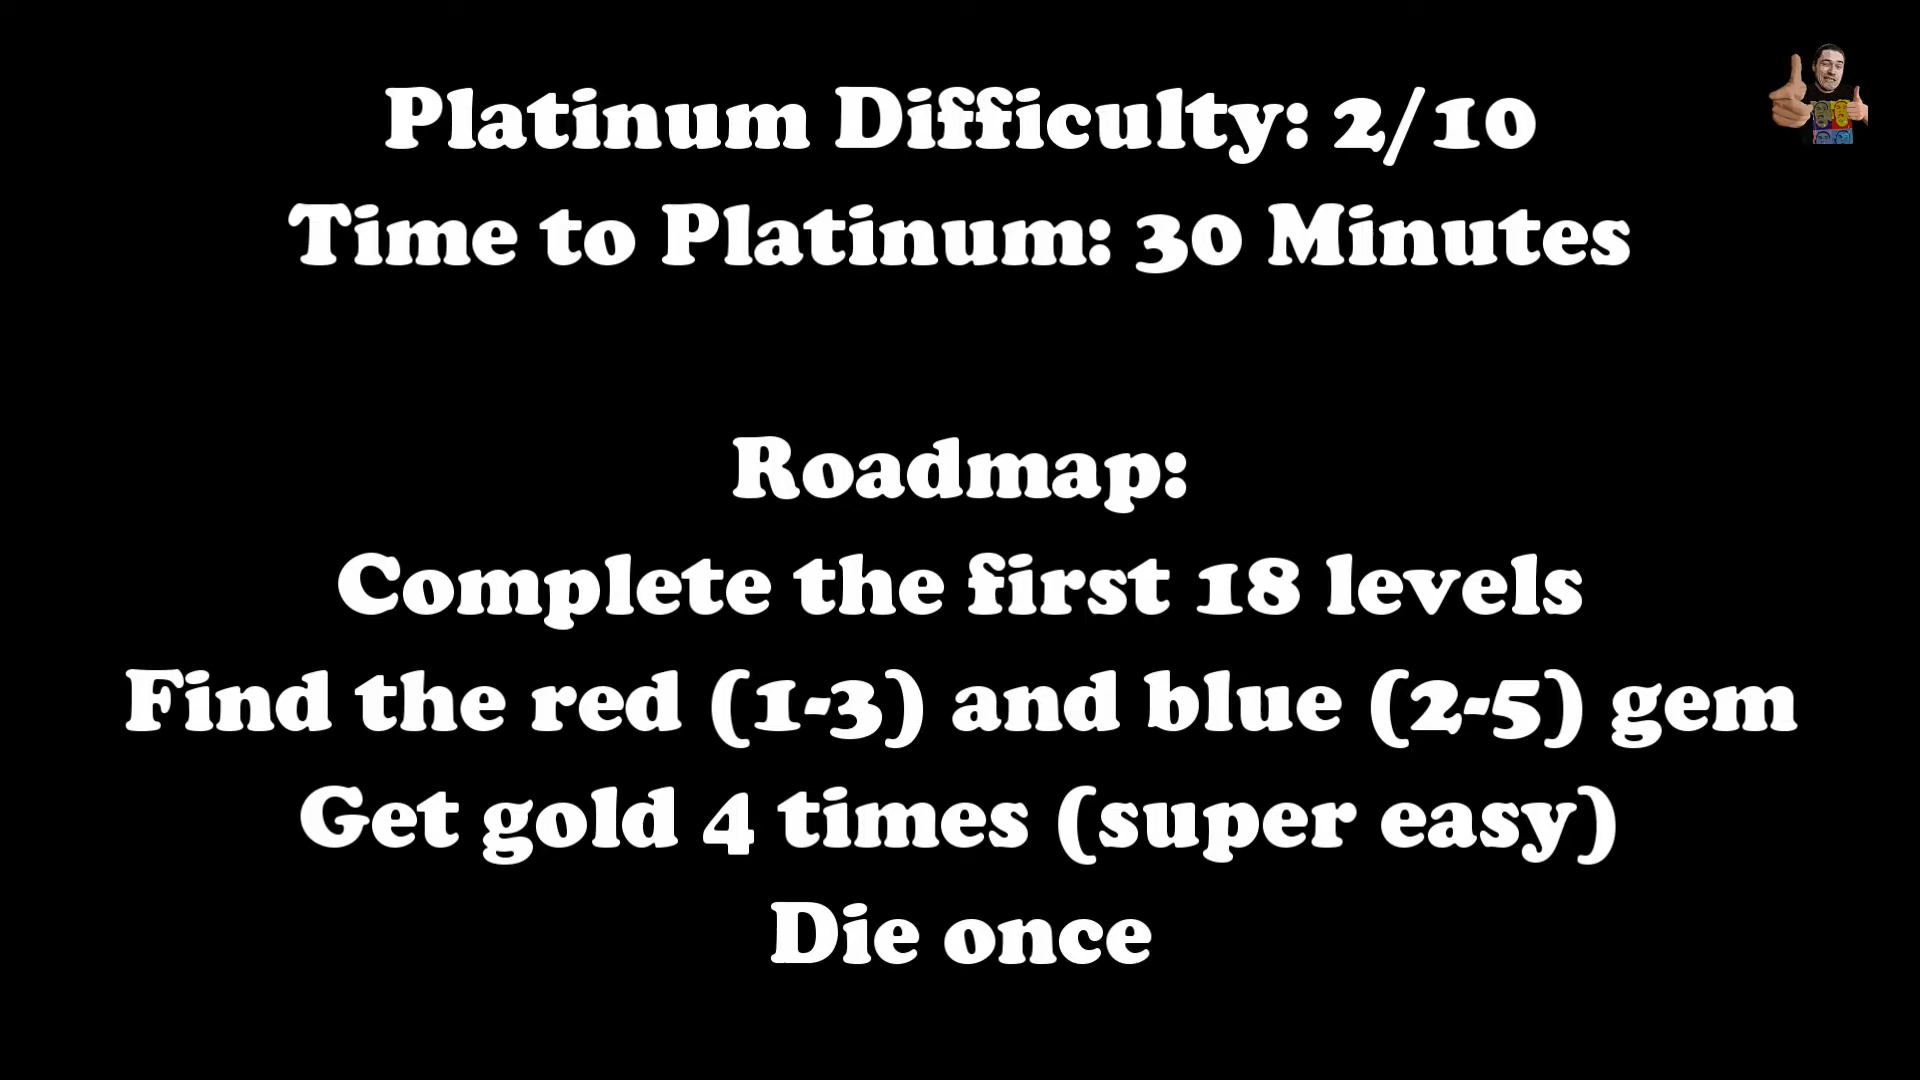 Platinum Difficulty: 2/10
Time to Platinum: 30 Minutes
Roadmap:
Complete the first 18 levels
Find the red (1-3) and blue (2-5) gem
Get gold 4 times (super easy)
Die once